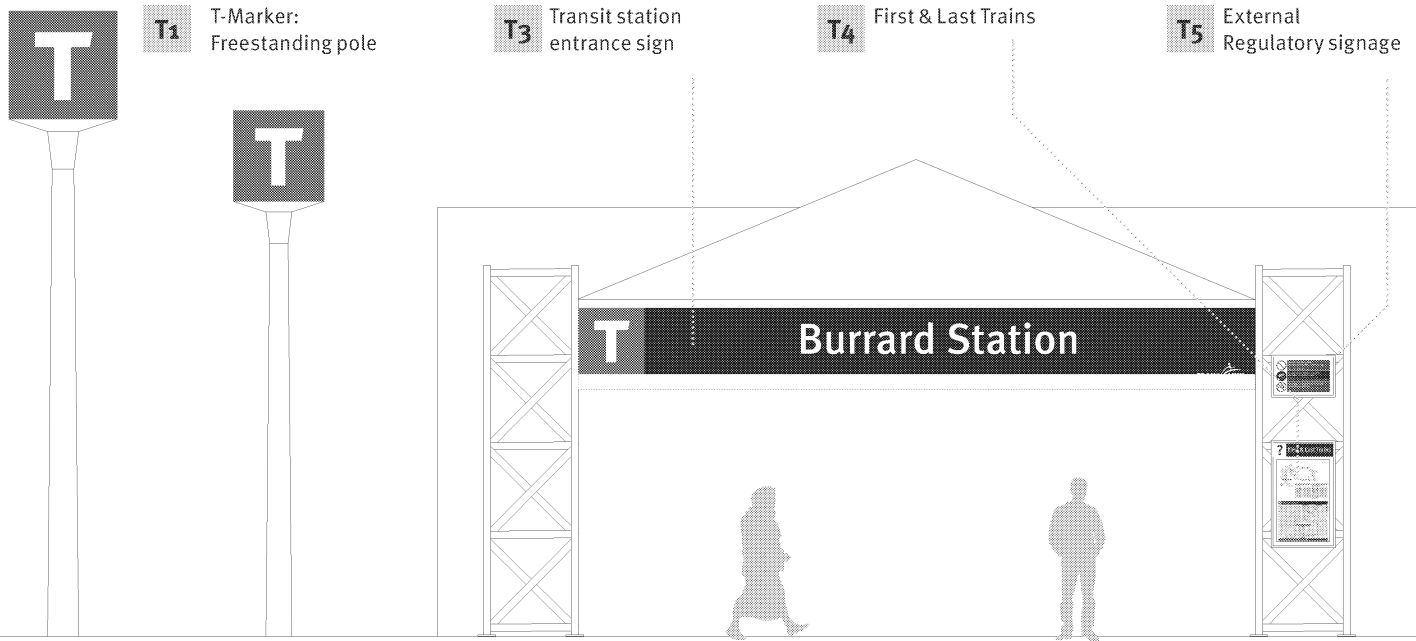 T
T1
T-Marker:
Freestanding pole
T
T3
Transit station
entrance sign
T4
First & Last Trains
T5
External
Regulatory signage
T
Burrard Station
?